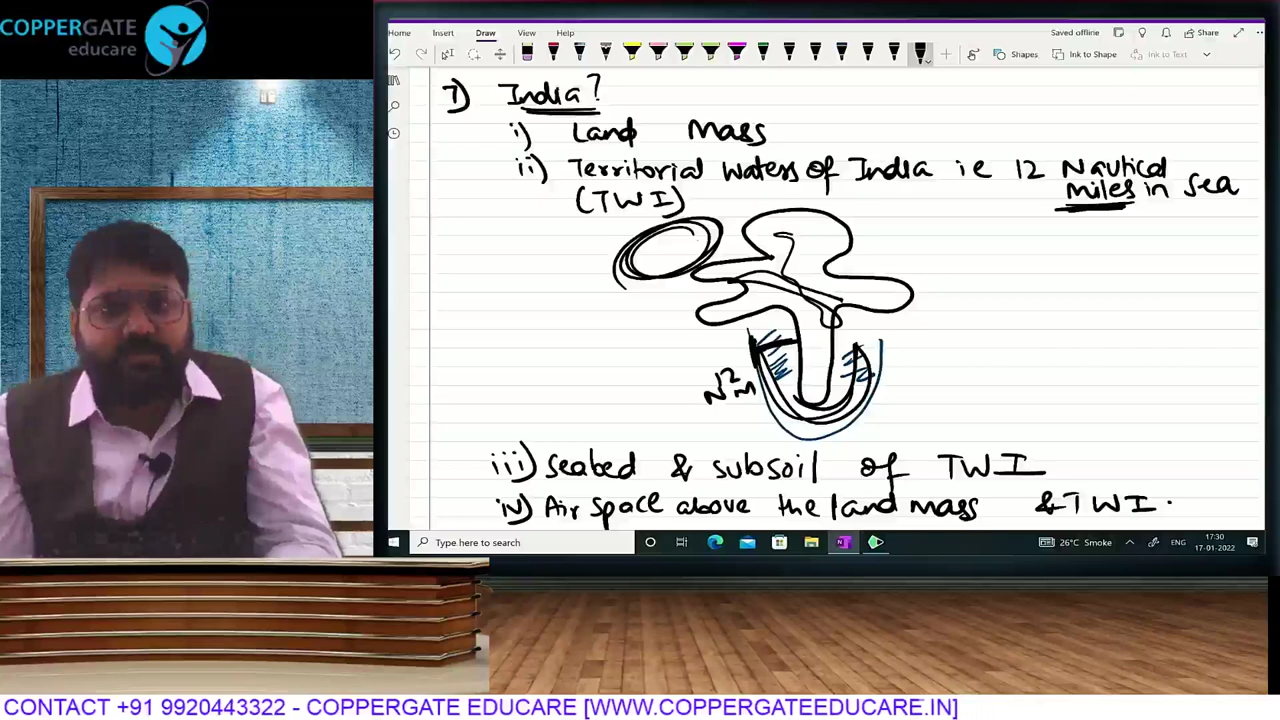 COPPERGATE
educare
Home Insert Draw View Help
Saved offline
Share
Shapes
Ink to Shape
Ink to Text
1) India?
i) Land Mass
ii) Territorial waters of India ie 12 Nautical miles in sea
(TWI)
iii) Seabed & subsoil of TWI
iv) Air space above the land mass & TWI.
Type here to search
26°C Smoke
ENG
17:30
17-01-2022
CONTACT +91 9920443322 - COPPERGATE EDUCARE [WWW.COPPERGATEEDUCARE.IN]